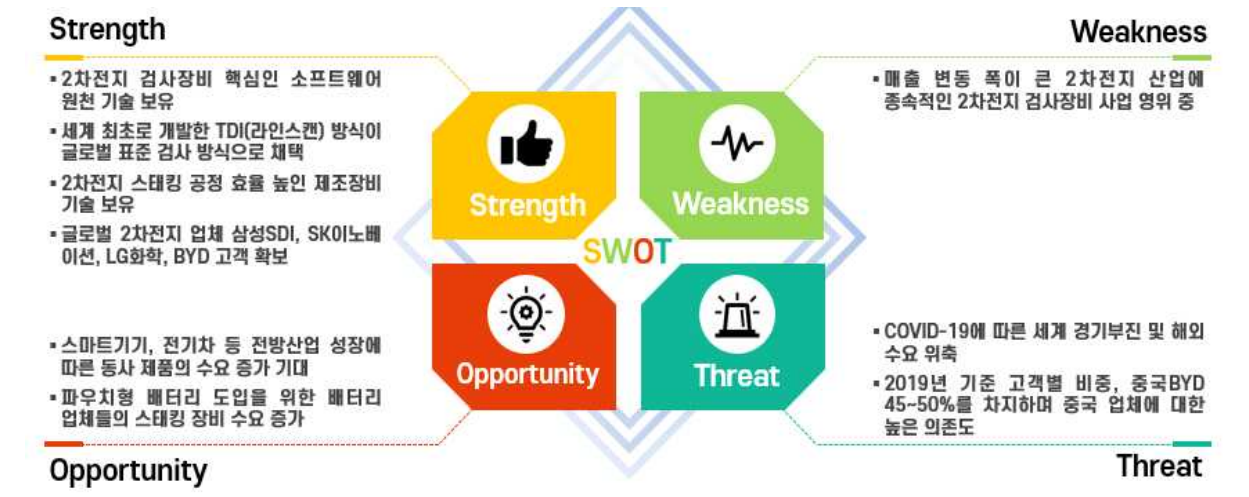 Strength
▪ 2차전지 검사장비 핵심인 소프트웨어
원천 기술 보유
▪ 세계 최초로 개발한 TDI(라인스캔) 방식이
글로벌 표준 검사 방식으로 채택
▪ 2차전지 스태킹 공정 효율 높인 제조장비
기술 보유
▪ 글로벌 2차전지 업체 삼성SDI, SK이노베
이션, LG화학, BYD 고객 확보
Weakness
▪ 매출 변동 폭이 큰 2차전지 산업에
종속적인 2차전지 검사장비 사업 영위 중
Strength
Weakness
SWOT
Opportunity
Threat
▪ 스마트기기, 전기차 등 전방산업 성장에
따른 동사 제품의 수요 증가 기대
▪ 파우치형 배터리 도입을 위한 배터리
업체들의 스태킹 장비 수요 증가
Opportunity
▪ COVID-19에 따른 세계 경기부진 및 해외
수요 위축
▪ 2019년 기준 고객별 비중, 중국BYD
45~50%를 차지하며 중국 업체에 대한
높은 의존도
Threat